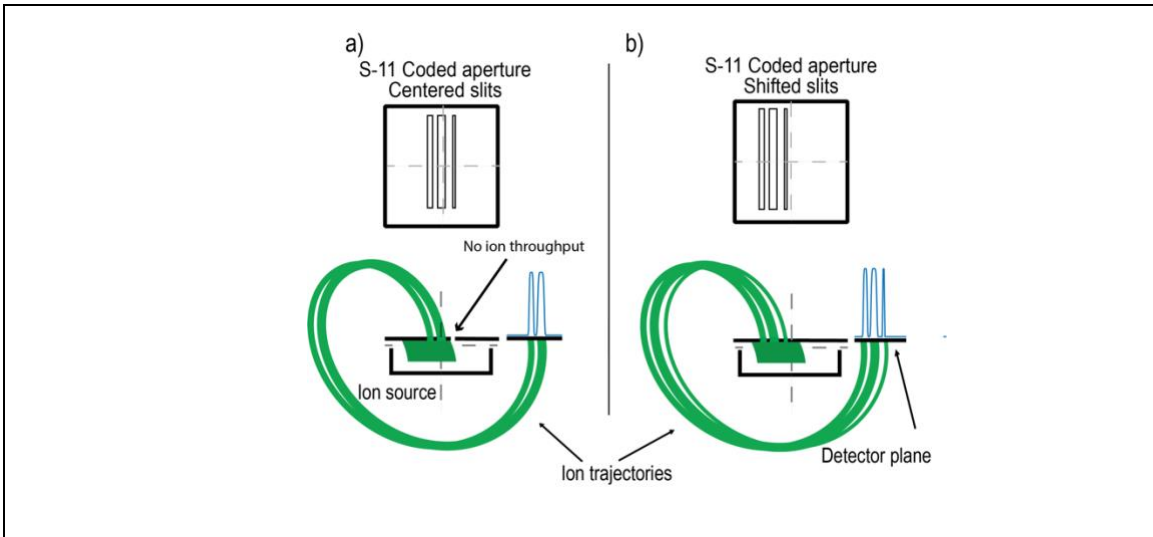 a)
S-11 Coded aperture
Centered slits
No ion throughput
Ion source
b)
S-11 Coded aperture
Shifted slits
Ion trajectories
Detector plane